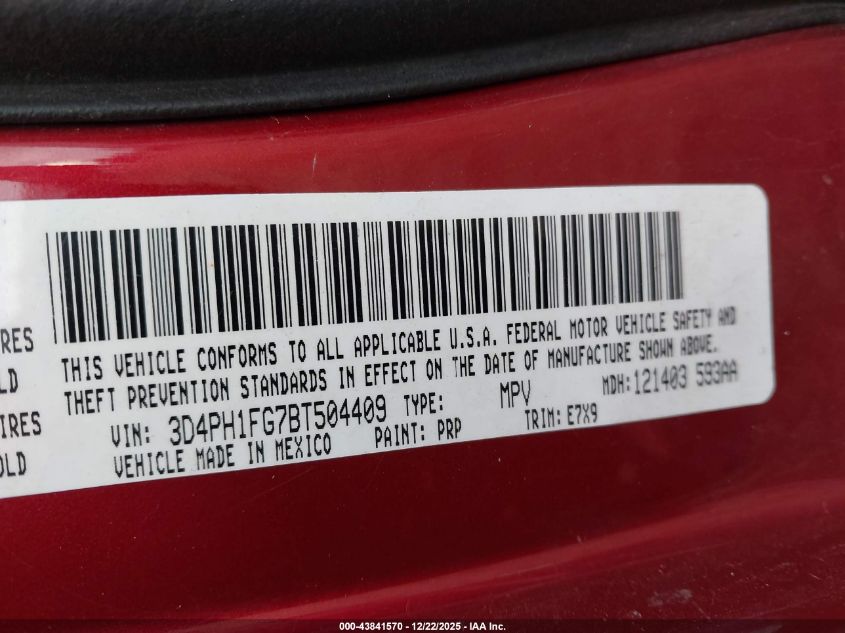 THIS VEHICLE CONFORMS TO ALL APPLICABLE U.S.A. FEDERAL MOTOR VEHICLE SAFETY AND
THEFT PREVENTION STANDARDS IN EFFECT ON THE DATE OF MANUFACTURE SHOWN ABOVE.
VIN: 3D4PH1FG7BT504409 TYPE: MPV MDH:121403 593AA
VEHICLE MADE IN MEXICO PAINT: PRP TRIM: E7X9
RES
LD
IRES
OLD
000-43841570 - 12/22/2025 - IAA Inc.